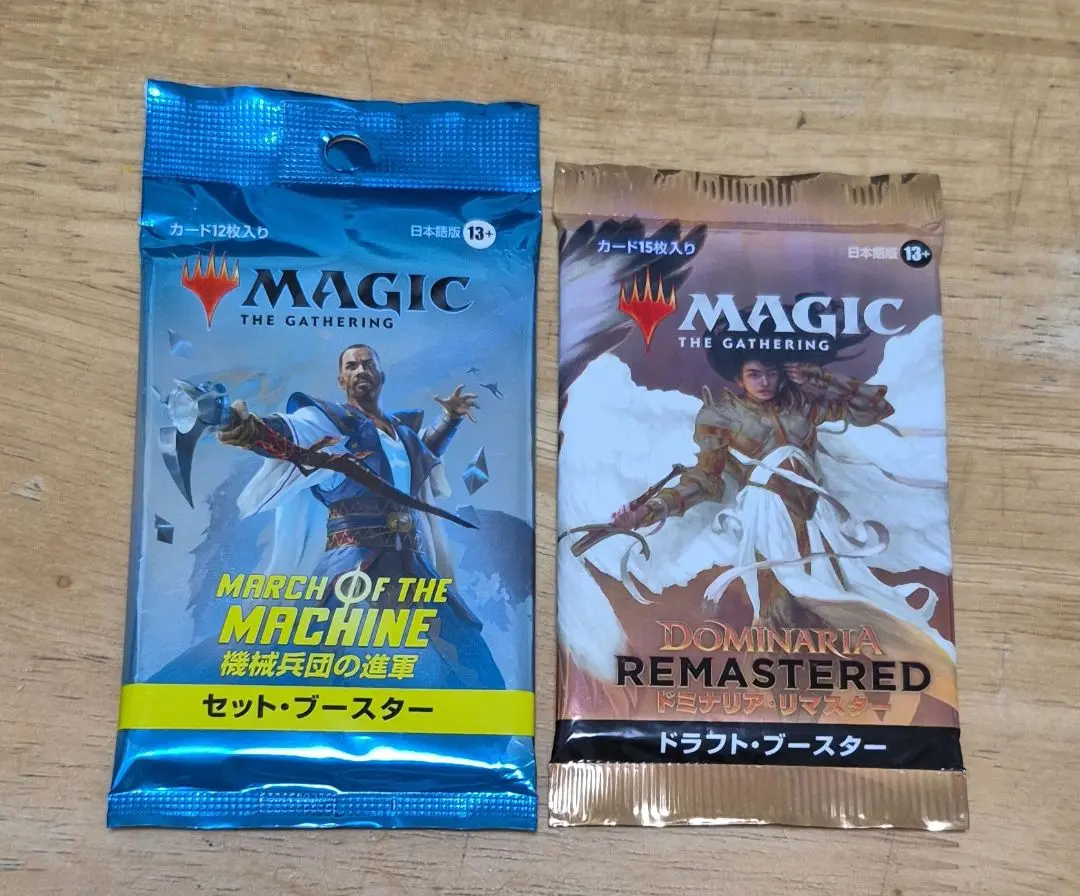 カード12枚入り
日本語版 13+
MAGIC
THE GATHERING
MARCH OF THE
MACHINE
機械兵団の進軍
セット・ブースター
カード15枚入り
日本語版 13+
MAGIC
THE GATHERING
DOMINARIA
REMASTERED
ドミナリア・リマスター
ドラフト・ブースター